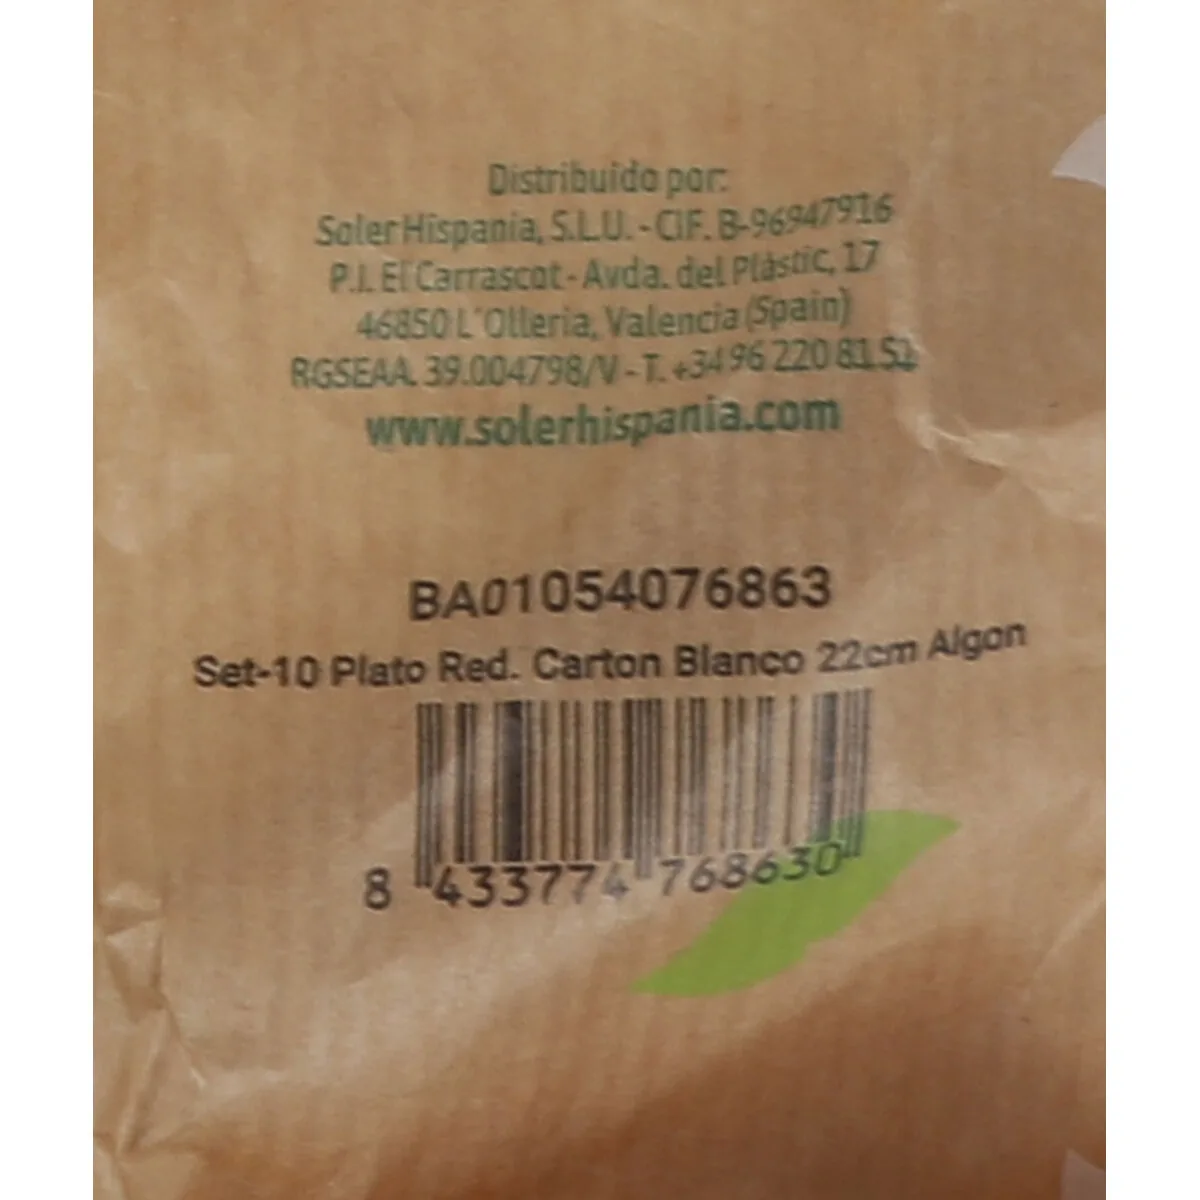 Distribuido por:
Soler Hispania, S.L.U. - CIF. B-96947916
P.I. El Carrascot - Avda. del Plàstic, 17
46850 L´Olleria, Valencia (Spain)
RGSEAA. 39.004798/V - T. +34 96 220 81 51
www.solerhispania.com
BA01054076863
Set-10 Plato Red. Carton Blanco 22cm Algon
8 433774 768630